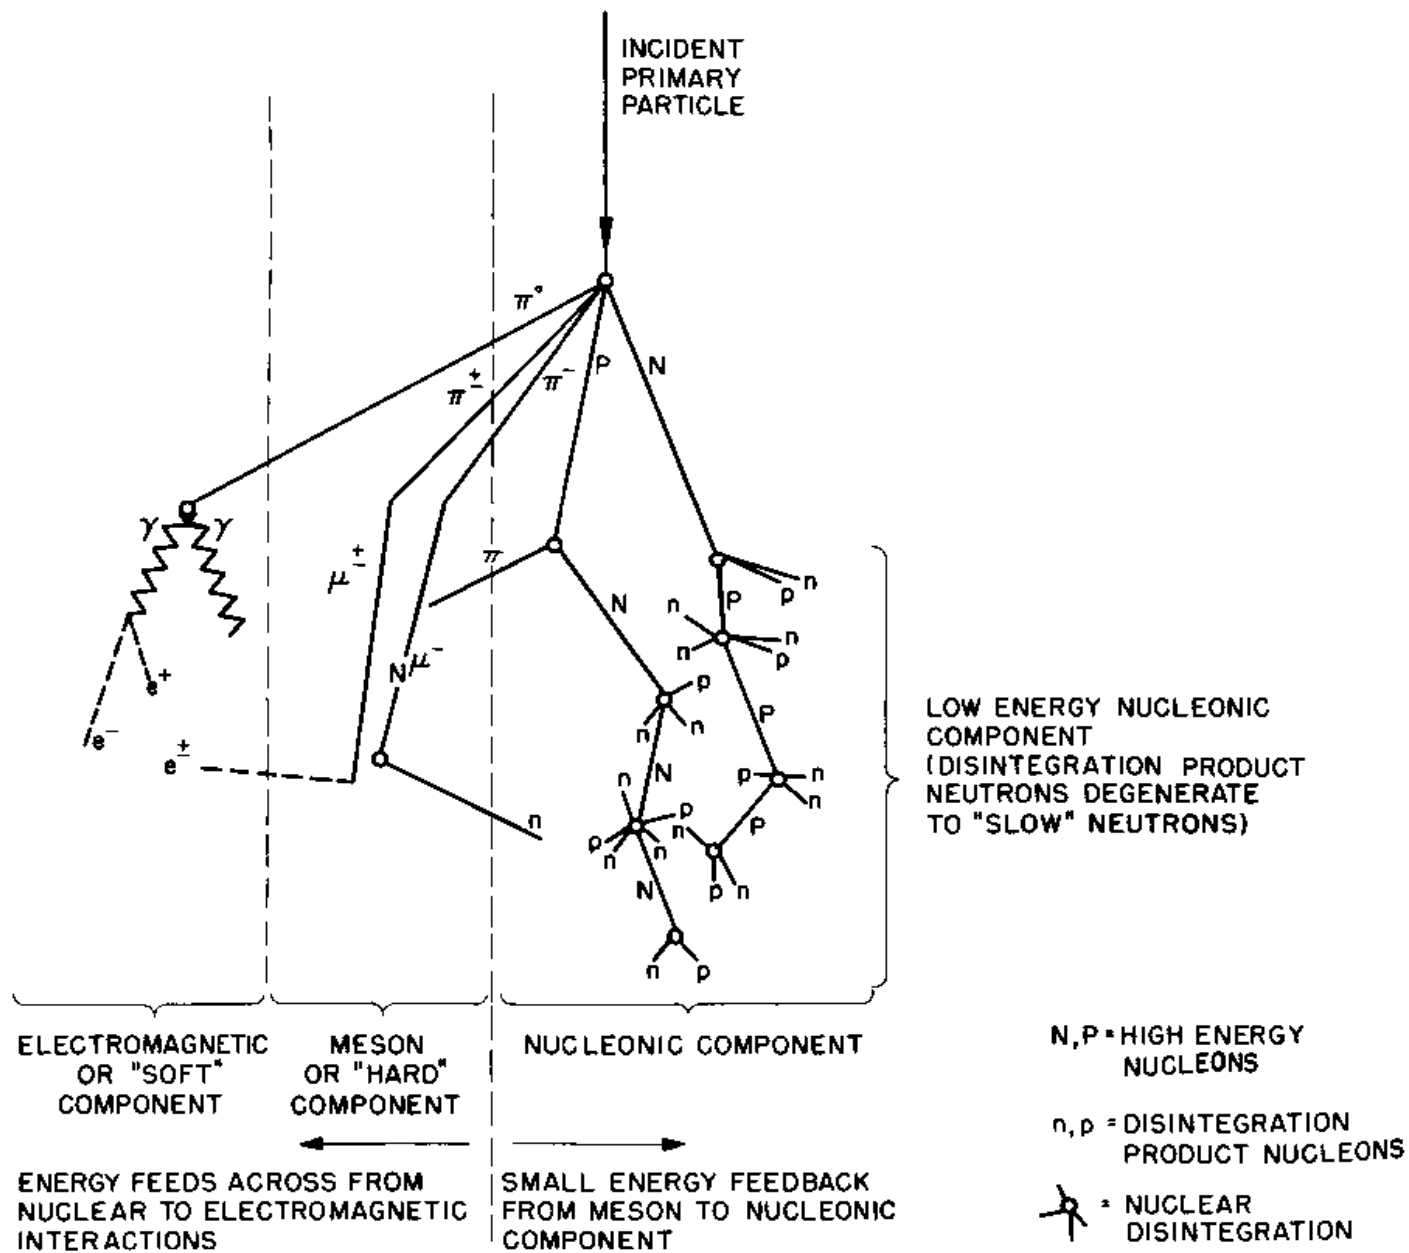 INCIDENT
PRIMARY
PARTICLE
π°
π±
π⁻
P
N
γ
γ
μ±
π
N
P
n
p
n
n
n
p
e⁺
e⁻
e±
N
μ⁻
p
n
n
P
N
n
p
p
n
n
n
p
n
n
P
p
n
n
N
p
n
n
p
LOW ENERGY NUCLEONIC
COMPONENT
(DISINTEGRATION PRODUCT
NEUTRONS DEGENERATE
TO "SLOW" NEUTRONS)
ELECTROMAGNETIC
OR "SOFT"
COMPONENT
MESON
OR "HARD"
COMPONENT
NUCLEONIC COMPONENT
ENERGY FEEDS ACROSS FROM
NUCLEAR TO ELECTROMAGNETIC
INTERACTIONS
SMALL ENERGY FEEDBACK
FROM MESON TO NUCLEONIC
COMPONENT
N,P = HIGH ENERGY
NUCLEONS
n,p = DISINTEGRATION
PRODUCT NUCLEONS
= NUCLEAR
DISINTEGRATION